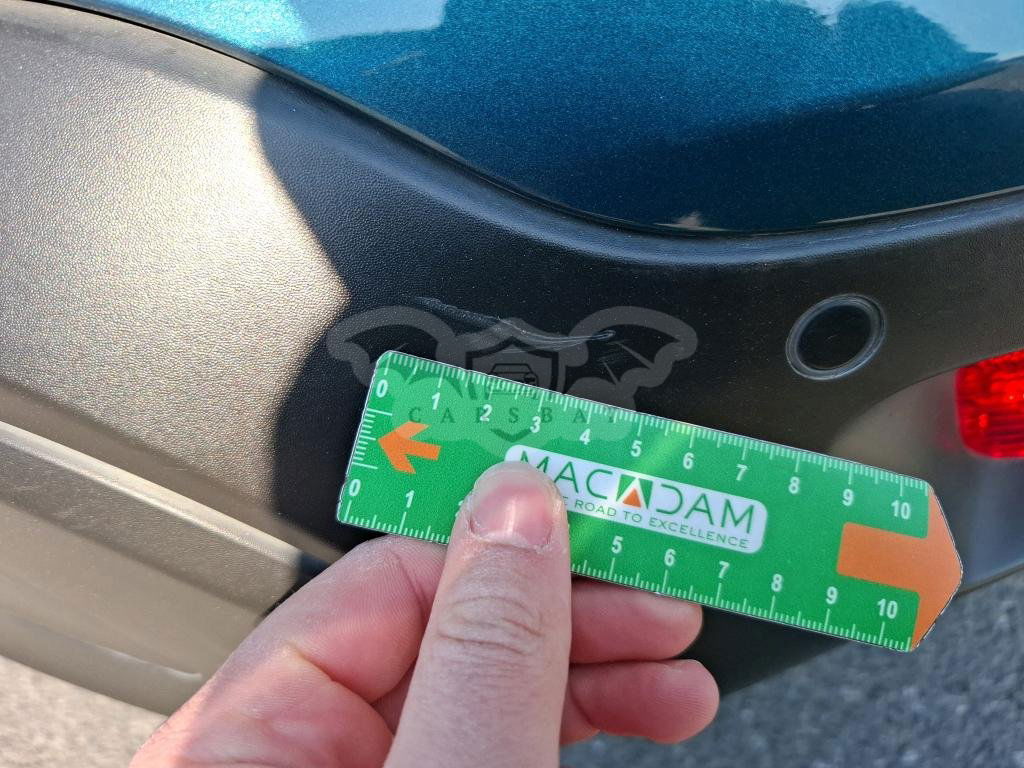 0 1 2 3 4 5 6 7 8 9 10
CARSBAT
MACADAM
ROAD TO EXCELLENCE
0 1 5 6 7 8 9 10